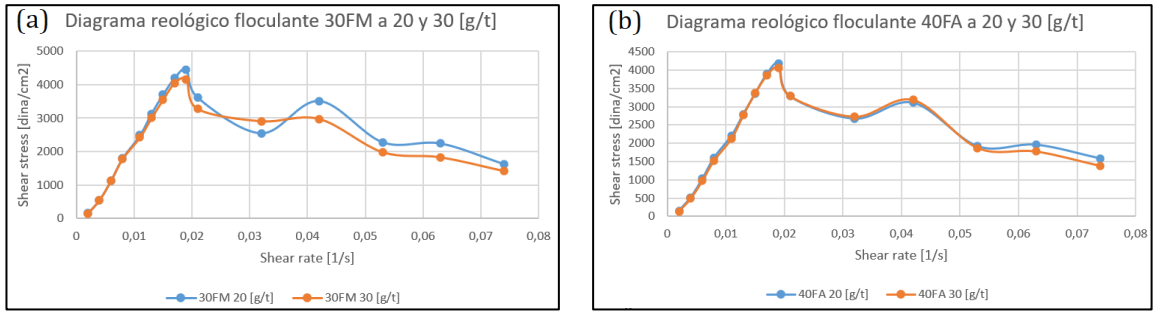 (a) Diagrama reológico floculante 30FM a 20 y 30 [g/t]
Shear stress [dina/cm2]
5000
4000
3000
2000
1000
0
0 0,01 0,02 0,03 0,04 0,05 0,06 0,07 0,08
Shear rate [1/s]
30FM 20 [g/t] 30FM 30 [g/t]
(b) Diagrama reológico floculante 40FA a 20 y 30 [g/t]
Shear stress [dina/cm2]
4500
4000
3500
3000
2500
2000
1500
1000
500
0
0 0,01 0,02 0,03 0,04 0,05 0,06 0,07 0,08
Shear rate [1/s]
40FA 20 [g/t] 40FA 30 [g/t]